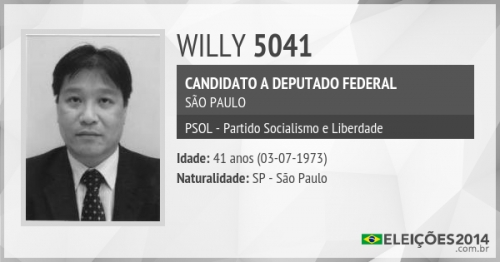 WILLY 5041
CANDIDATO A DEPUTADO FEDERAL
SÃO PAULO
PSOL - Partido Socialismo e Liberdade
Idade: 41 anos (03-07-1973)
Naturalidade: SP - São Paulo
ELEIÇÕES2014
.com.br